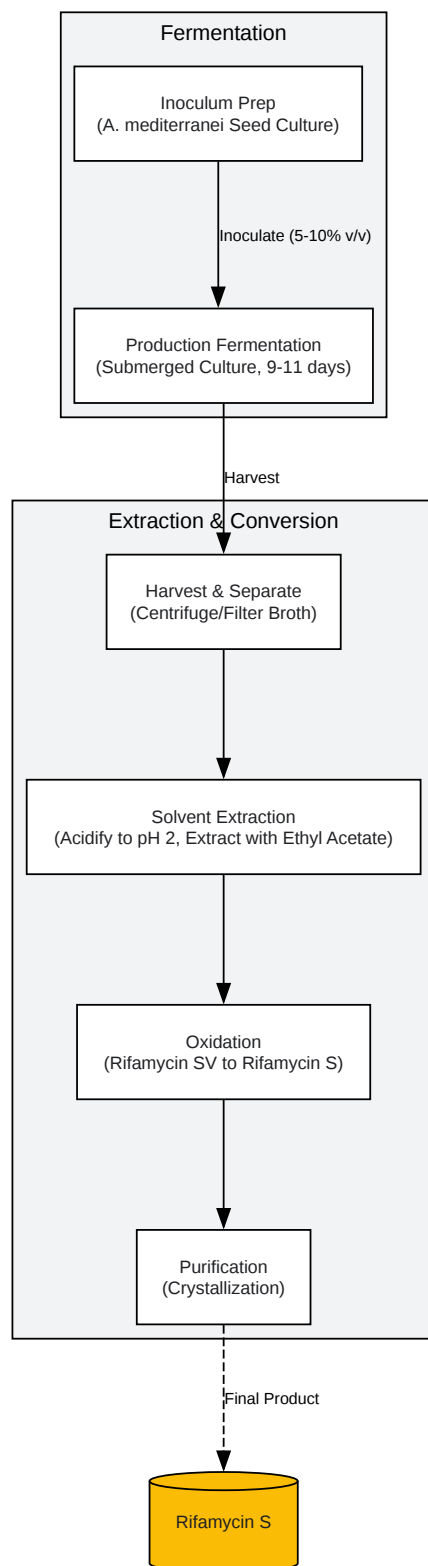 Fermentation
Inoculum Prep
(A. mediterranei Seed Culture)
Inoculate (5-10% v/v)
Production Fermentation
(Submerged Culture, 9-11 days)
Harvest
Extraction & Conversion
Harvest & Separate
(Centrifuge/Filter Broth)
Solvent Extraction
(Acidify to pH 2, Extract with Ethyl Acetate)
Oxidation
(Rifamycin SV to Rifamycin S)
Purification
(Crystallization)
Final Product
Rifamycin S